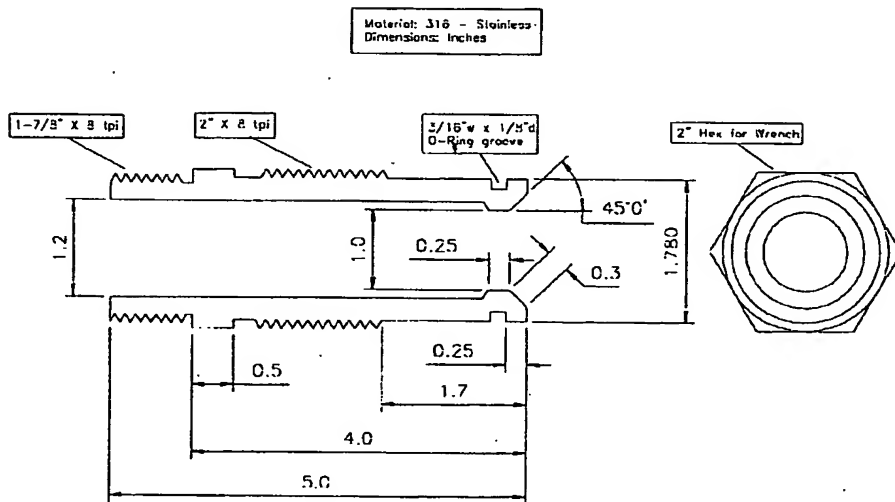 Material: 316 - Stainless
Dimensions: Inches
1-7/8" X 8 tpi
2" X 8 tpi
3/16"w x 1/8"d
O-Ring groove
2" Hex for Wrench
45°0'
1.2
1.0
0.25
0.3
1.780
0.25
0.5
1.7
4.0
5.0